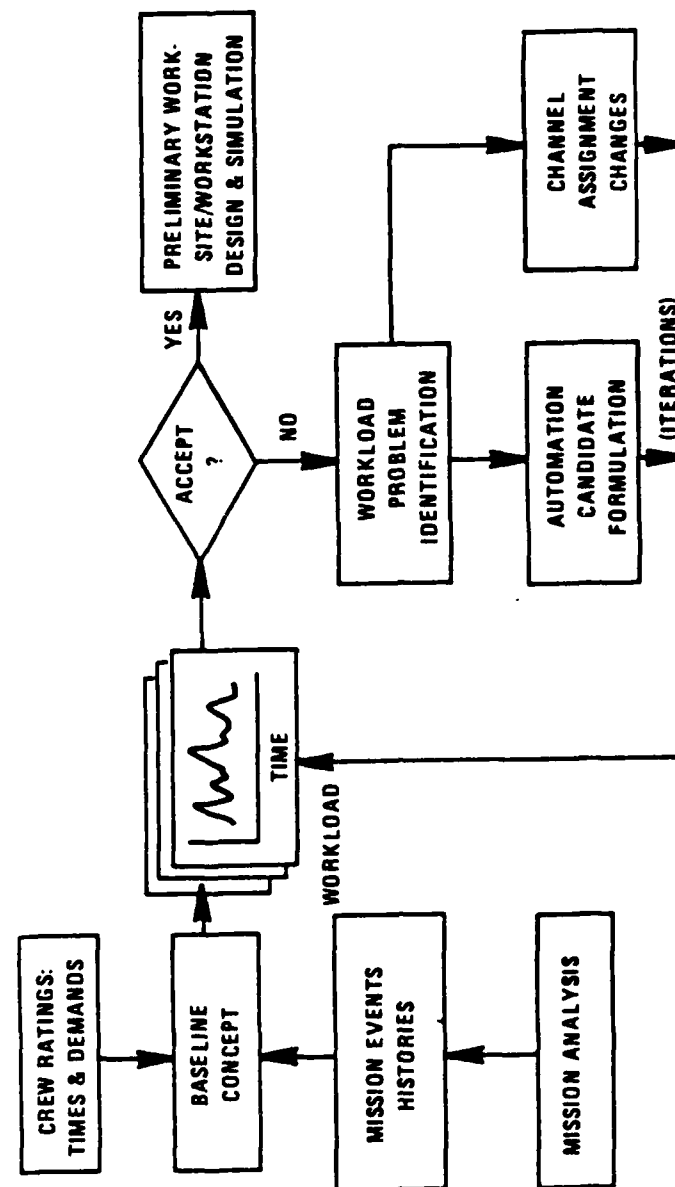 CREW RATINGS:
TIMES & DEMANDS
BASELINE
CONCEPT
MISSION EVENTS
HISTORIES
MISSION ANALYSIS
TIME
WORKLOAD
ACCEPT
?
YES
NO
PRELIMINARY WORK-
SITE/WORKSTATION
DESIGN & SIMULATION
WORKLOAD
PROBLEM
IDENTIFICATION
AUTOMATION
CANDIDATE
FORMULATION
CHANNEL
ASSIGNMENT
CHANGES
(ITERATIONS)